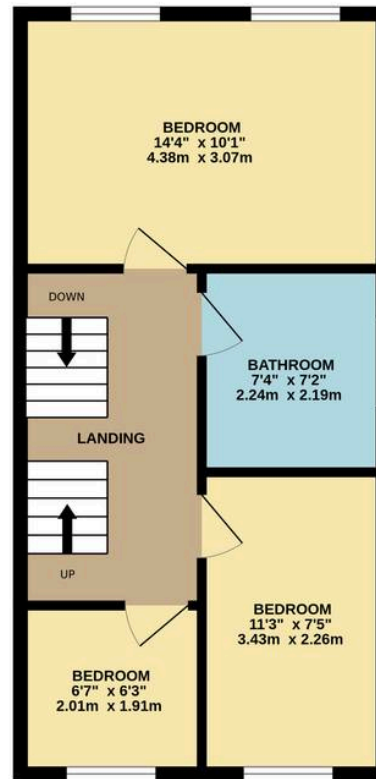 BEDROOM
14'4" x 10'1"
4.38m x 3.07m
DOWN
BATHROOM
7'4" x 7'2"
2.24m x 2.19m
LANDING
UP
BEDROOM
11'3" x 7'5"
3.43m x 2.26m
BEDROOM
6'7" x 6'3"
2.01m x 1.91m